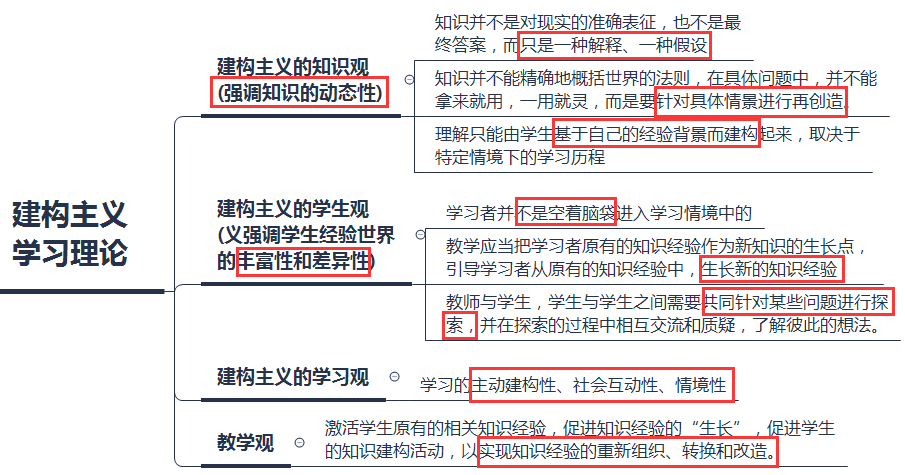 建构主义
学习理论
建构主义的知识观
(强调知识的动态性)
知识并不是对现实的准确表征，也不是最
终答案，而只是一种解释、一种假设
知识并不能精确地概括世界的法则，在具体问题中，并不能
拿来就用，一用就灵，而是要针对具体情景进行再创造。
理解只能由学生基于自己的经验背景而建构起来，取决于
特定情境下的学习历程
建构主义的学生观
(义强调学生经验世界
的丰富性和差异性)
学习者并不是空着脑袋进入学习情境中的
教学应当把学习者原有的知识经验作为新知识的生长点，
引导学习者从原有的知识经验中，生长新的知识经验
教师与学生，学生与学生之间需要共同针对某些问题进行探
索，并在探索的过程中相互交流和质疑，了解彼此的想法。
建构主义的学习观
学习的主动建构性、社会互动性、情境性
教学观
激活学生原有的相关知识经验，促进知识经验的“生长”，促进学生
的知识建构活动，以实现知识经验的重新组织、转换和改造。